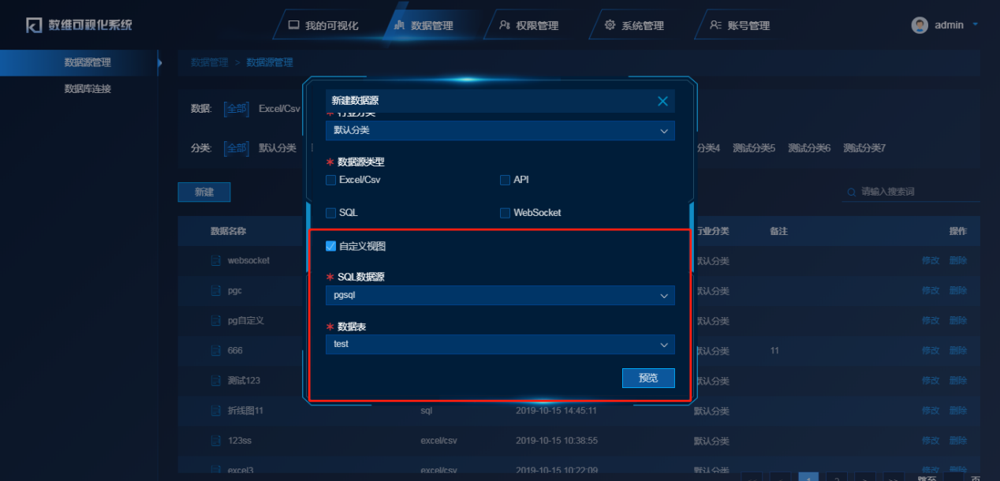 数维可视化系统
我的可视化
数据管理
权限管理
系统管理
账号管理
admin
数据源管理
数据库连接
数据管理 > 数据源管理
数据: 全部 Excel/Csv
分类: 全部 默认分类
分类4 测试分类5 测试分类6 测试分类7
新建
请输入搜索词
数据名称 行业分类 备注 操作
websocket 默认分类 修改 删除
pgc 默认分类 修改 删除
pg自定义 默认分类 修改 删除
666 默认分类 11 修改 删除
测试123 默认分类 修改 删除
折线图11 sql 2019-10-15 14:45:11 默认分类 修改 删除
123ss excel/csv 2019-10-15 10:38:55 默认分类 修改 删除
excel3 excel/csv 2019-10-15 10:22:09 默认分类 修改 删除
<< < 1 2 > >> 跳至 页
新建数据源
* 行业分类
默认分类
* 数据源类型
Excel/Csv
API
SQL
WebSocket
自定义视图
* SQL数据源
pgsql
* 数据表
test
预览